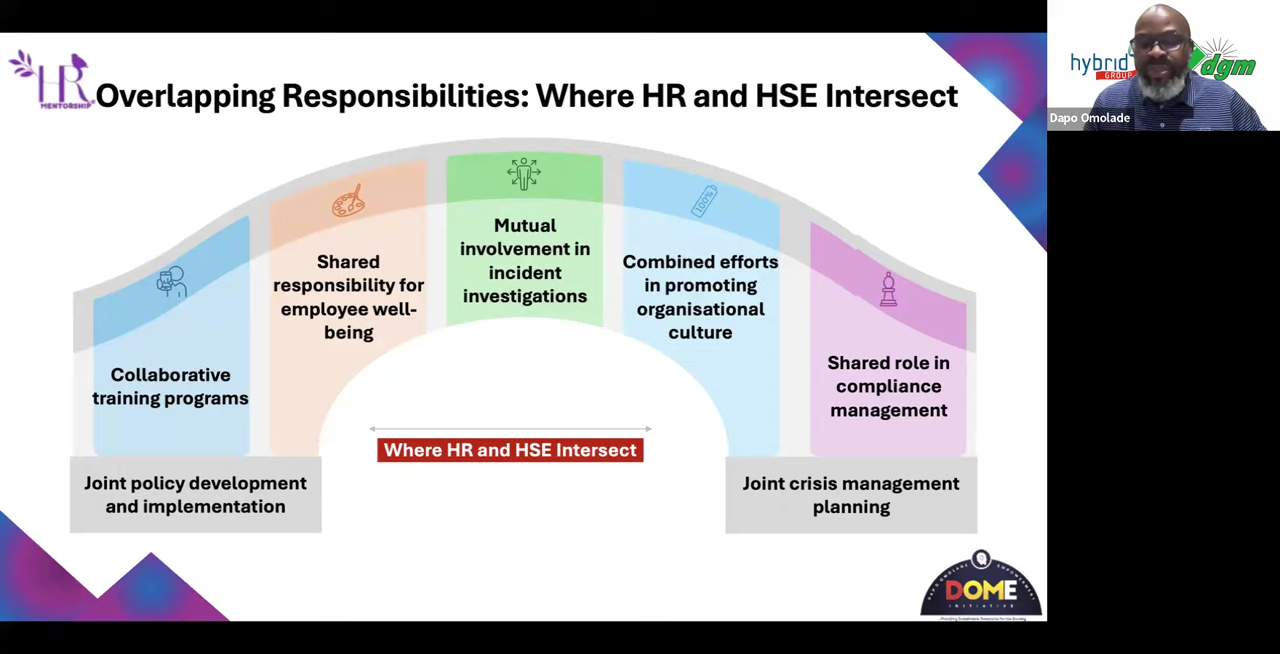 HR
MENTORSHIP
Overlapping Responsibilities: Where HR and HSE Intersect
hybrid
GROUP
dgm
Dapo Omolade
Collaborative
training programs
Shared
responsibility for
employee well-
being
Mutual
involvement in
incident
investigations
100%
Combined efforts
in promoting
organisational
culture
Shared role in
compliance
management
Where HR and HSE Intersect
Joint policy development
and implementation
Joint crisis management
planning
DOME
INITIATIVE